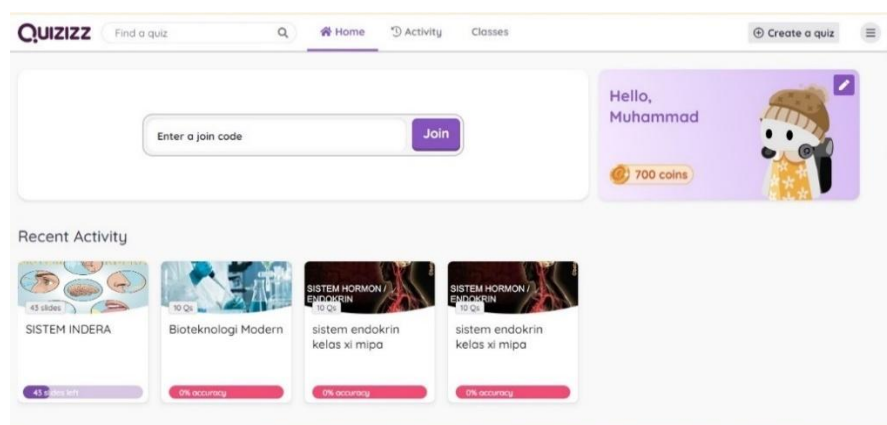 QUIZIZZ
Find a quiz
Home
Activity
Classes
Create a quiz
Enter a join code
Join
Hello,
Muhammad
700 coins
Recent Activity
43 slides
SISTEM INDERA
43 slides left
10 Qs
Bioteknologi Modern
0% accuracy
SISTEM HORMON /
ENDOKRIN
10 Qs
sistem endokrin
kelas xi mipa
0% accuracy
SISTEM HORMON /
ENDOKRIN
10 Qs
sistem endokrin
kelas xi mipa
0% accuracy